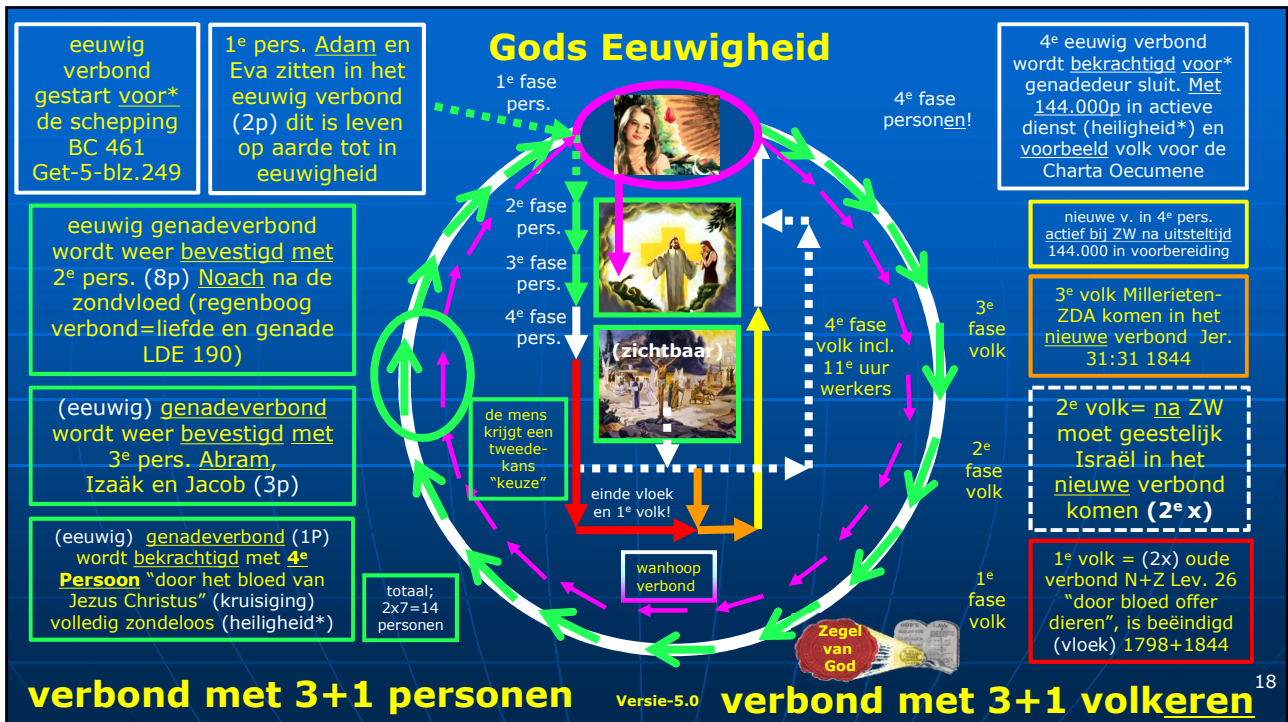 eeuwig
verbond
gestart voor*
de schepping
BC 461
Get-5-blz.249
1e pers. Adam en
Eva zitten in het
eeuwig verbond
(2p) dit is leven
op aarde tot in
eeuwigheid
Gods Eeuwigheid
1e fase
pers.
4e fase
personen!
4e eeuwig verbond
wordt bekrachtigd voor*
genadedeur sluit. Met
144.000p in actieve
dienst (heiligheid*) en
voorbeeld volk voor de
Charta Oecumene
eeuwig genadeverbond
wordt weer bevestigd met
2e pers. (8p) Noach na de
zondvloed (regenboog
verbond=liefde en genade
LDE 190)
2e fase
pers.
3e fase
pers.
4e fase
pers.
(zichtbaar)
4e fase
volk incl.
11e uur
werkers
3e
fase
volk
nieuwe v. in 4e pers.
actief bij ZW na uitsteltijd
144.000 in voorbereiding
3e volk Millerieten-
ZDA komen in het
nieuwe verbond Jer.
31:31 1844
(eeuwig) genadeverbond
wordt weer bevestigd met
3e pers. Abram,
Izaäk en Jacob (3p)
de mens
krijgt een
tweede-
kans
"keuze"
2e
fase
volk
2e volk= na ZW
moet geestelijk
Israël in het
nieuwe verbond
komen (2e x)
einde vloek
en 1e volk!
(eeuwig) genadeverbond (1P)
wordt bekrachtigd met 4e
Persoon "door het bloed van
Jezus Christus" (kruisiging)
volledig zondeloos (heiligheid*)
totaal;
2x7=14
personen
wanhoop
verbond
1e
fase
volk
1e volk = (2x) oude
verbond N+Z Lev. 26
"door bloed offer
dieren", is beëindigd
(vloek) 1798+1844
Zegel
van
God
verbond met 3+1 personen
Versie-5.0
verbond met 3+1 volkeren
18